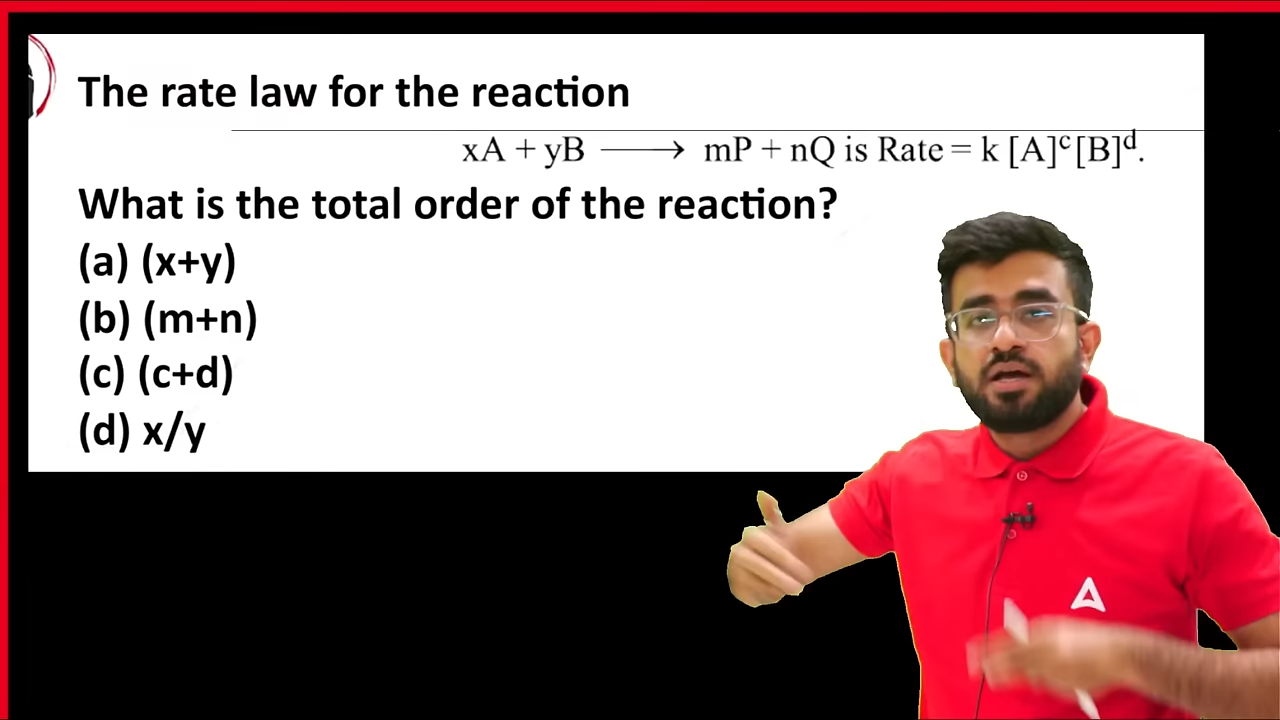 The rate law for the reaction
xA + yB ⟶ mP + nQ is Rate = k [A]ᶜ[B]ᵈ.
What is the total order of the reaction?
(a) (x+y)
(b) (m+n)
(c) (c+d)
(d) x/y